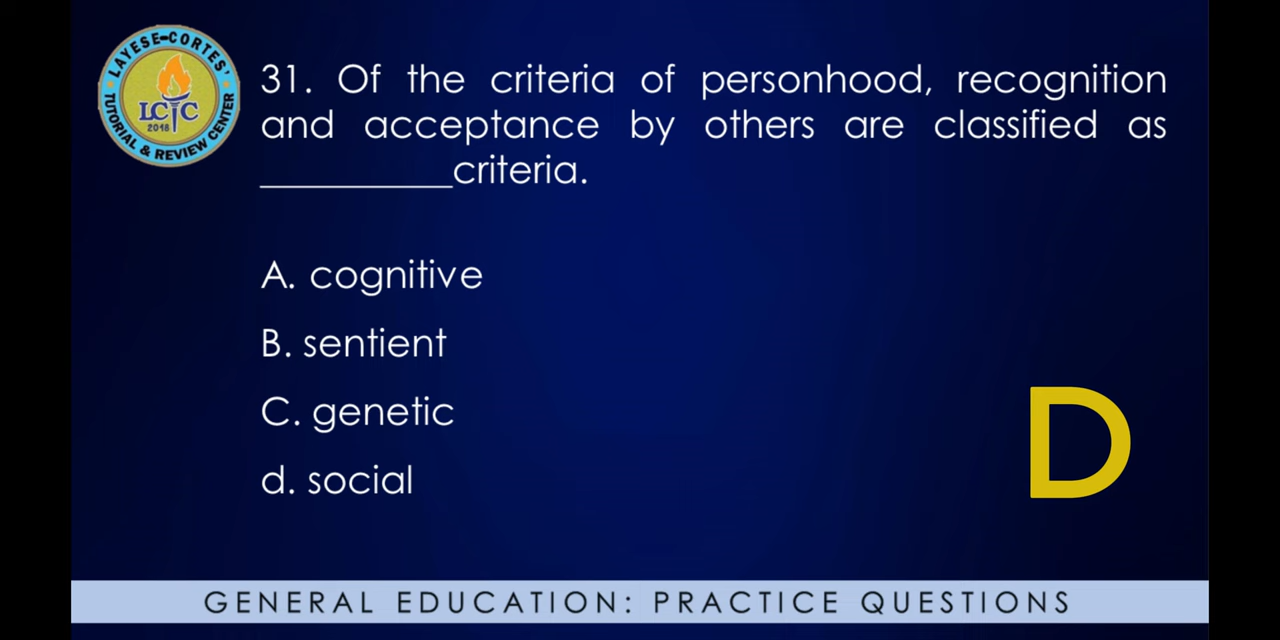 LAYESE-CORTES'
TUTORIAL & REVIEW CENTER
LCTC
2018
31. Of the criteria of personhood, recognition
and acceptance by others are classified as
__________criteria.
A. cognitive
B. sentient
C. genetic
d. social
D
GENERAL EDUCATION: PRACTICE QUESTIONS